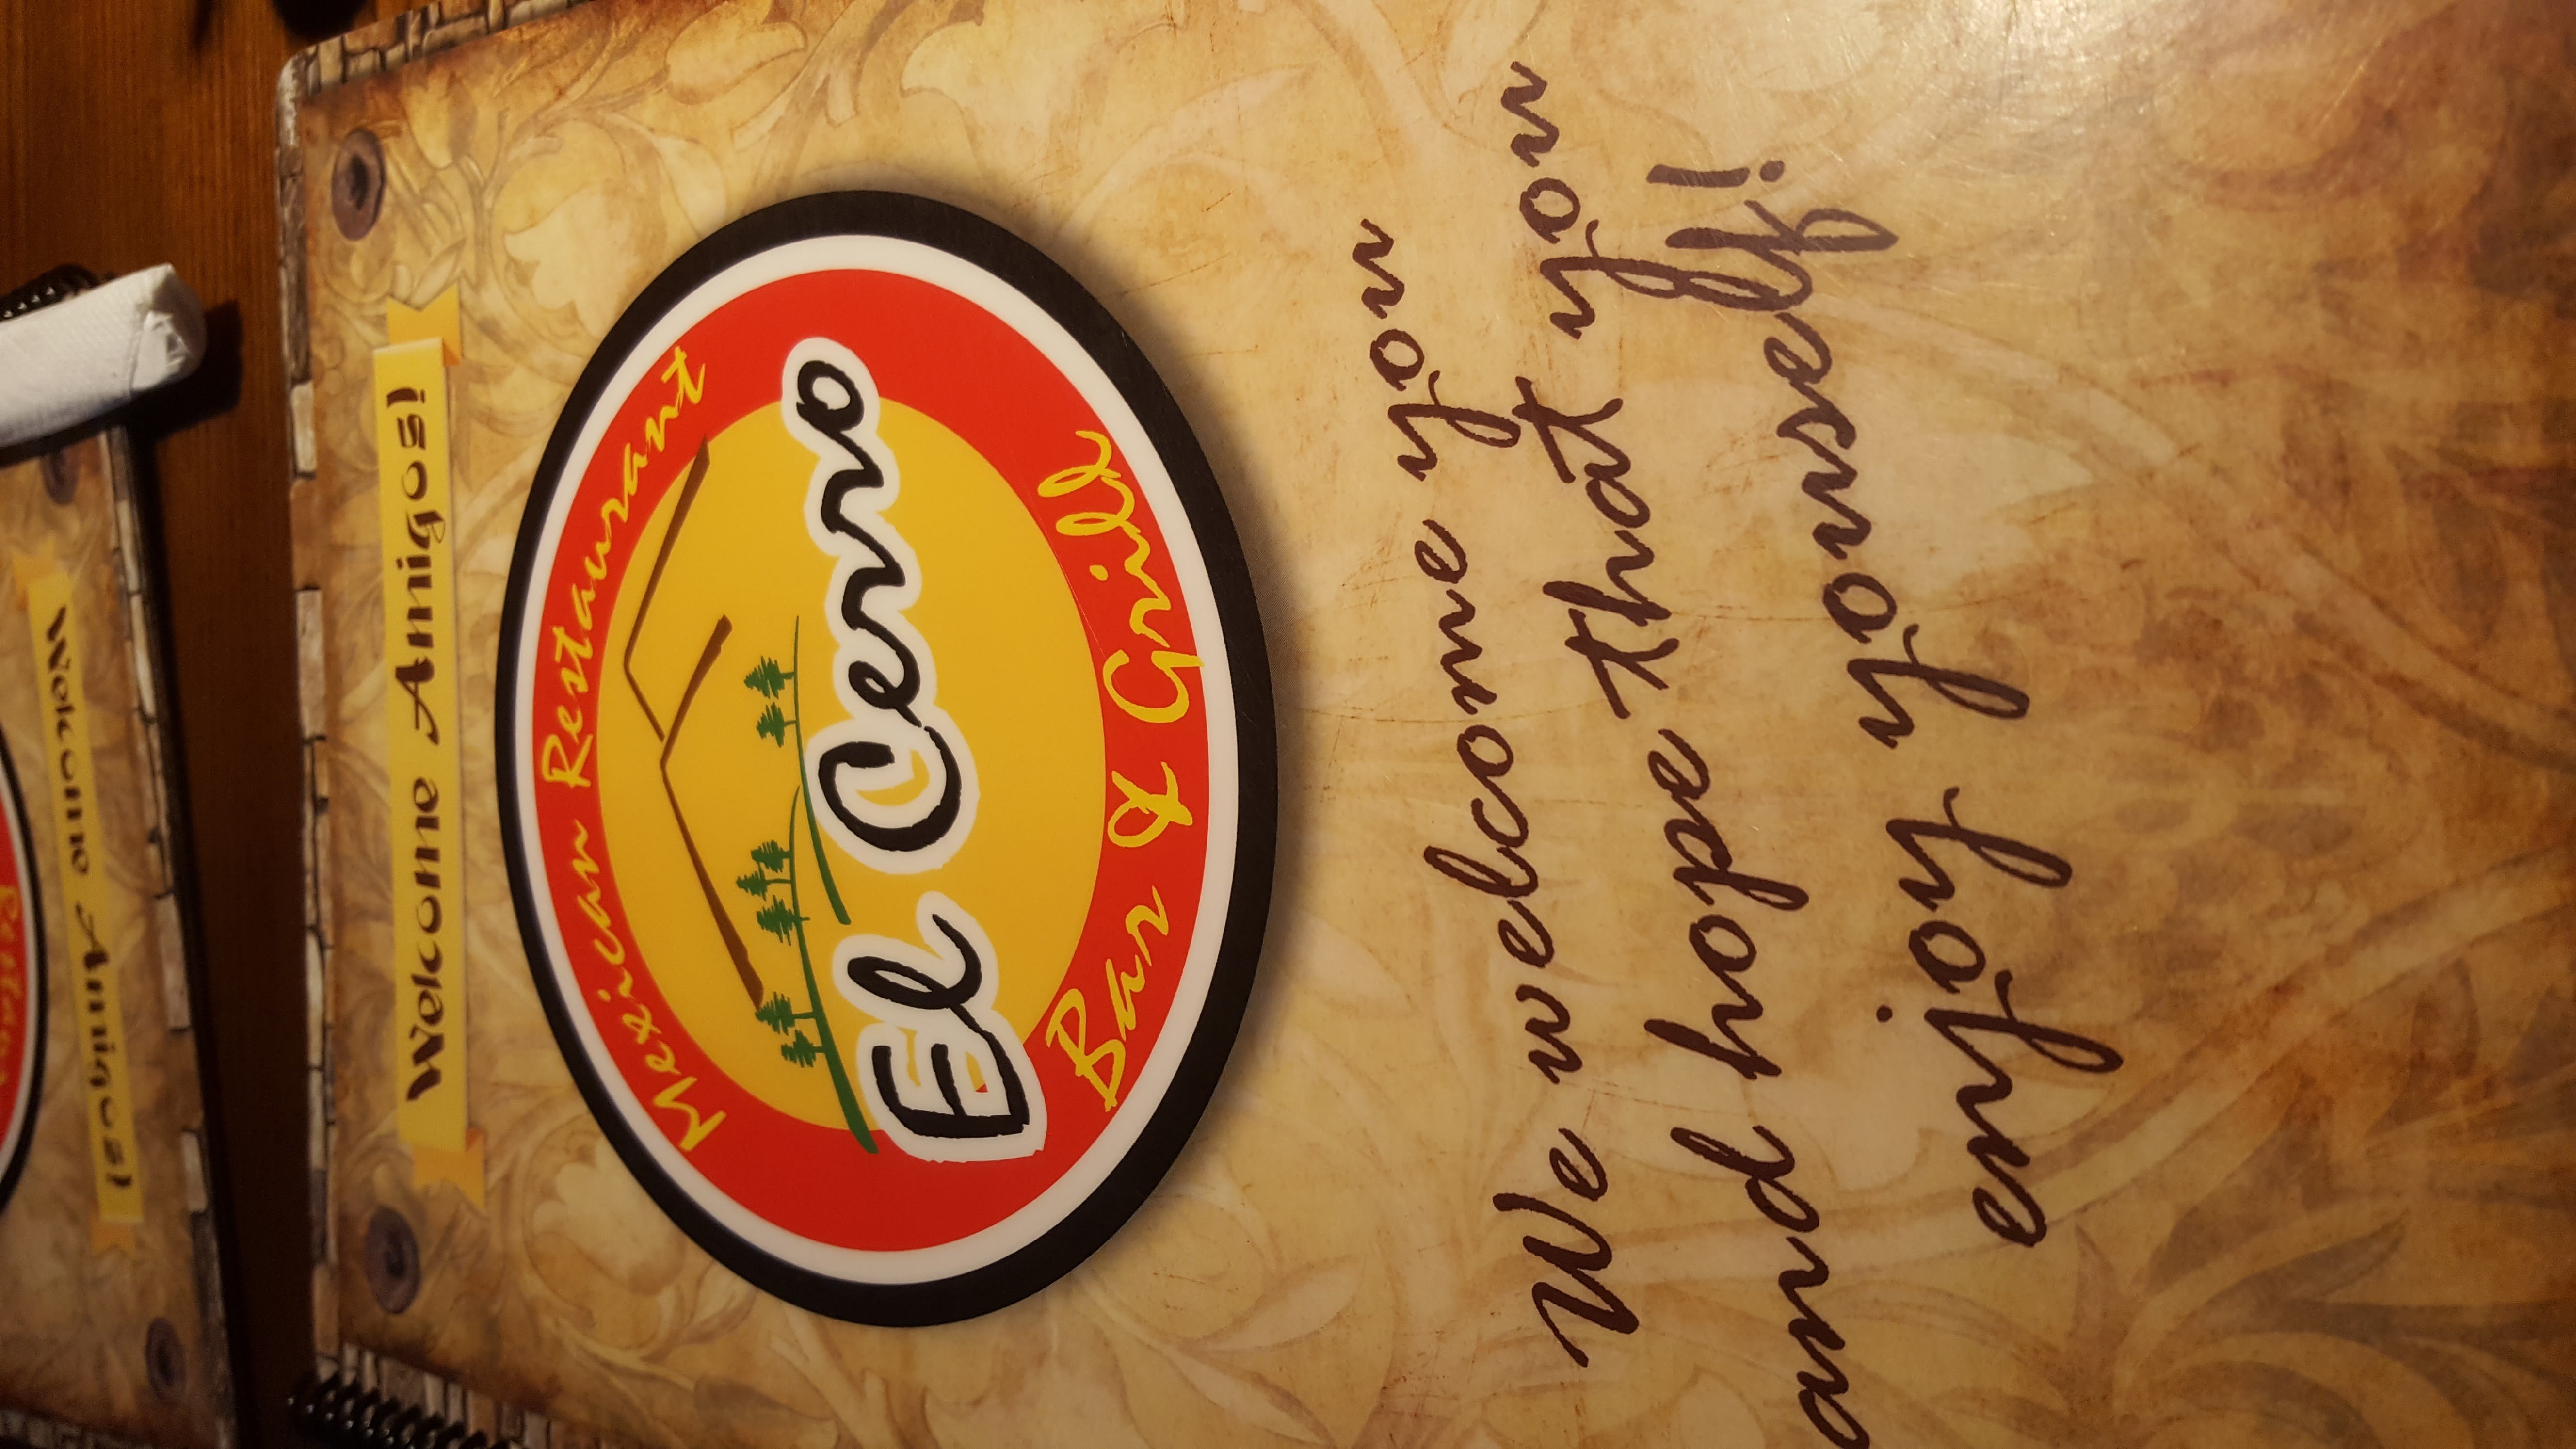 Welcome Amigos!
Welcome Amigos!
Mexican Restaurant
El Cerro
Bar & Grill
We welcome you
and hope that you
enjoy yourself!